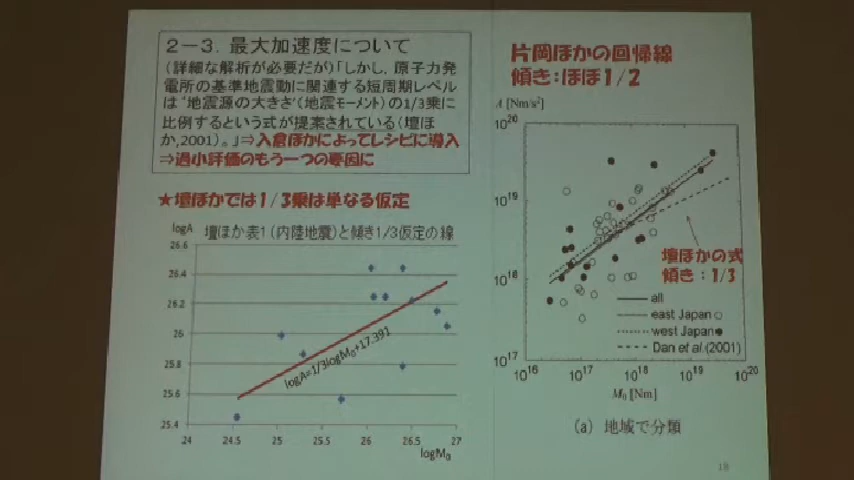 2－3．最大加速度について
（詳細な解析が必要だが）「しかし，原子力発
電所の基準地震動に関連する短周期レベル
は"地震源の大きさ"（地震モーメント）の1/3乗に
比例するという式が提案されている（壇ほ
か,2001）。」⇒入倉ほかによってレシピに導入
⇒過小評価のもう一つの要因に
★壇ほかでは1/3乗は単なる仮定
logA 壇ほか表1（内陸地震）と傾き1/3仮定の線
26.6
26.4
26.2
26
25.8
25.6
25.4
logA=1/3logM₀+17.391
24 24.5 25 25.5 26 26.5 27
logM₀
片岡ほかの回帰線
傾き：ほぼ1/2
A [Nm/s²]
10²⁰
10¹⁹
10¹⁸
10¹⁷
壇ほかの式
傾き：1/3
all
east Japan ○
west Japan ●
Dan et al.(2001)
10¹⁶ 10¹⁷ 10¹⁸ 10¹⁹ 10²⁰
M₀ [Nm]
(a) 地域で分類
18